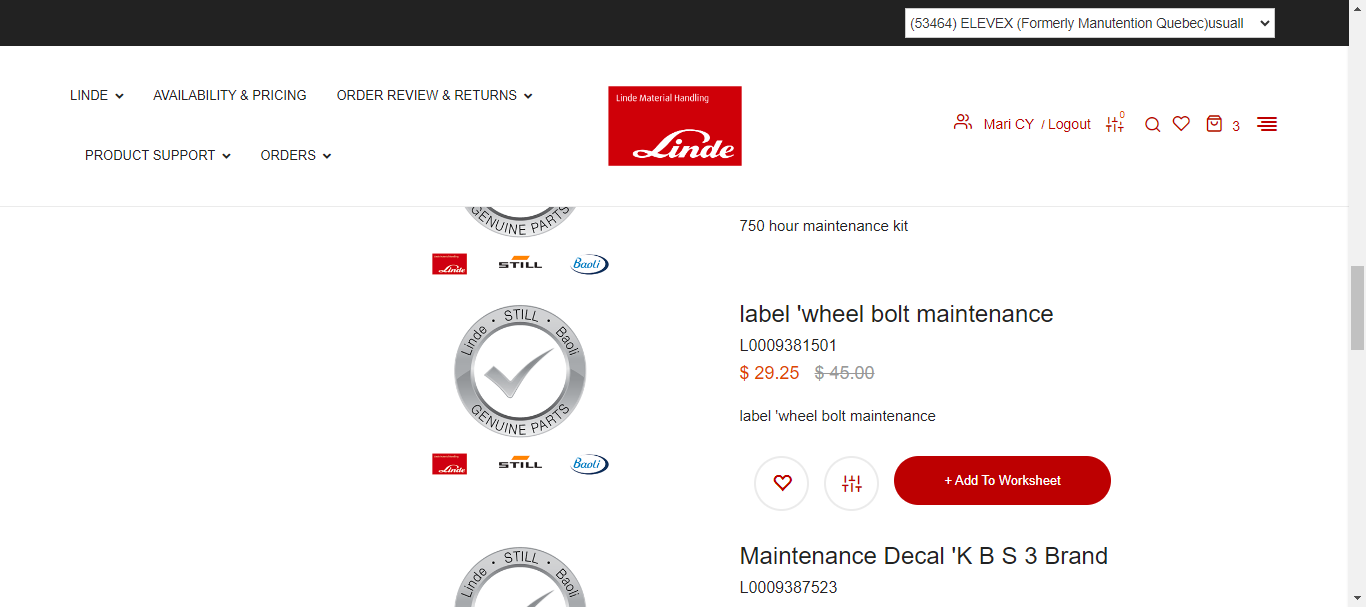 (53464) ELEVEX (Formerly Manutention Quebec)usuall
LINDE
AVAILABILITY & PRICING
ORDER REVIEW & RETURNS
PRODUCT SUPPORT
ORDERS
Linde Material Handling
Linde
Mari CY / Logout
0
3
GENUINE PARTS
Linde
STILL
Baoli
750 hour maintenance kit
Linde · STILL · Baoli
GENUINE PARTS
Linde
STILL
Baoli
label 'wheel bolt maintenance
L0009381501
$ 29.25 $ 45.00
label 'wheel bolt maintenance
+ Add To Worksheet
Linde · STILL · Baoli
Maintenance Decal 'K B S 3 Brand
L0009387523